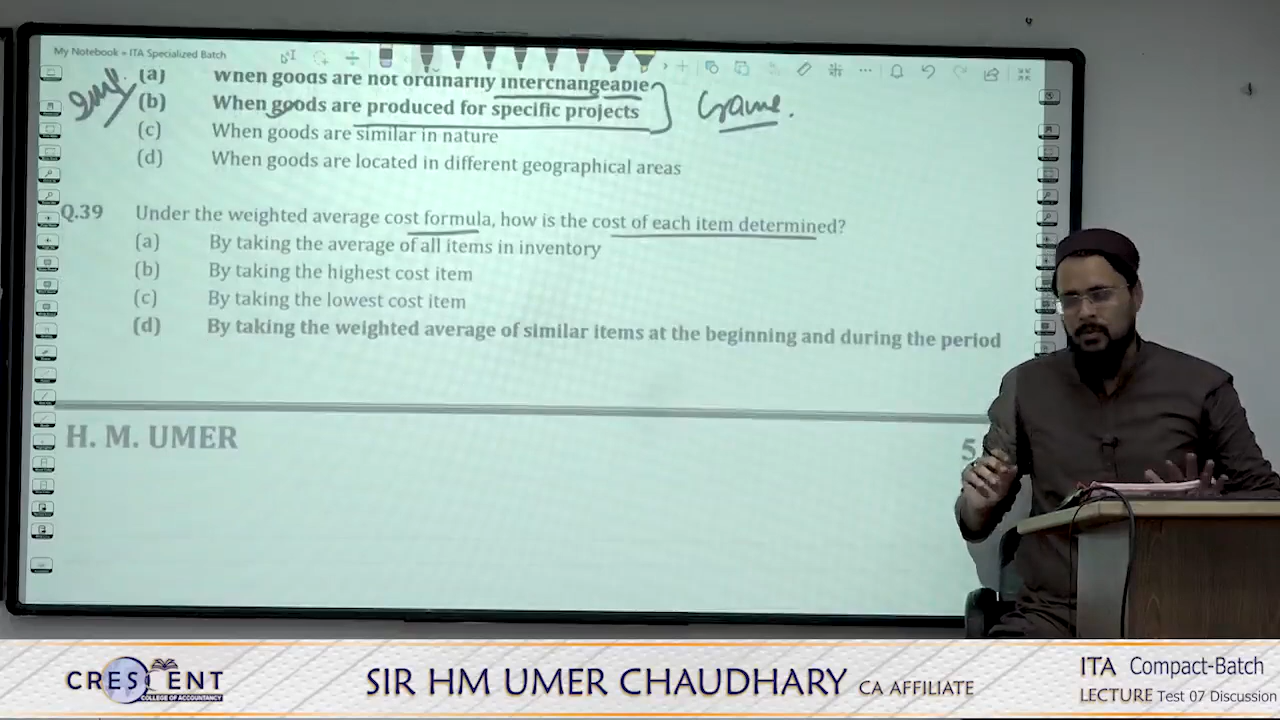 My Notebook » ITA Specialized Batch
(a) When goods are not ordinarily interchangeable
(b) When goods are produced for specific projects
same.
(c) When goods are similar in nature
(d) When goods are located in different geographical areas
Q.39 Under the weighted average cost formula, how is the cost of each item determined?
(a) By taking the average of all items in inventory
(b) By taking the highest cost item
(c) By taking the lowest cost item
(d) By taking the weighted average of similar items at the beginning and during the period
H. M. UMER
5
CRESCENT
COLLEGE OF ACCOUNTANCY
SIR HM UMER CHAUDHARY CA AFFILIATE
ITA Compact-Batch
LECTURE Test 07 Discussion